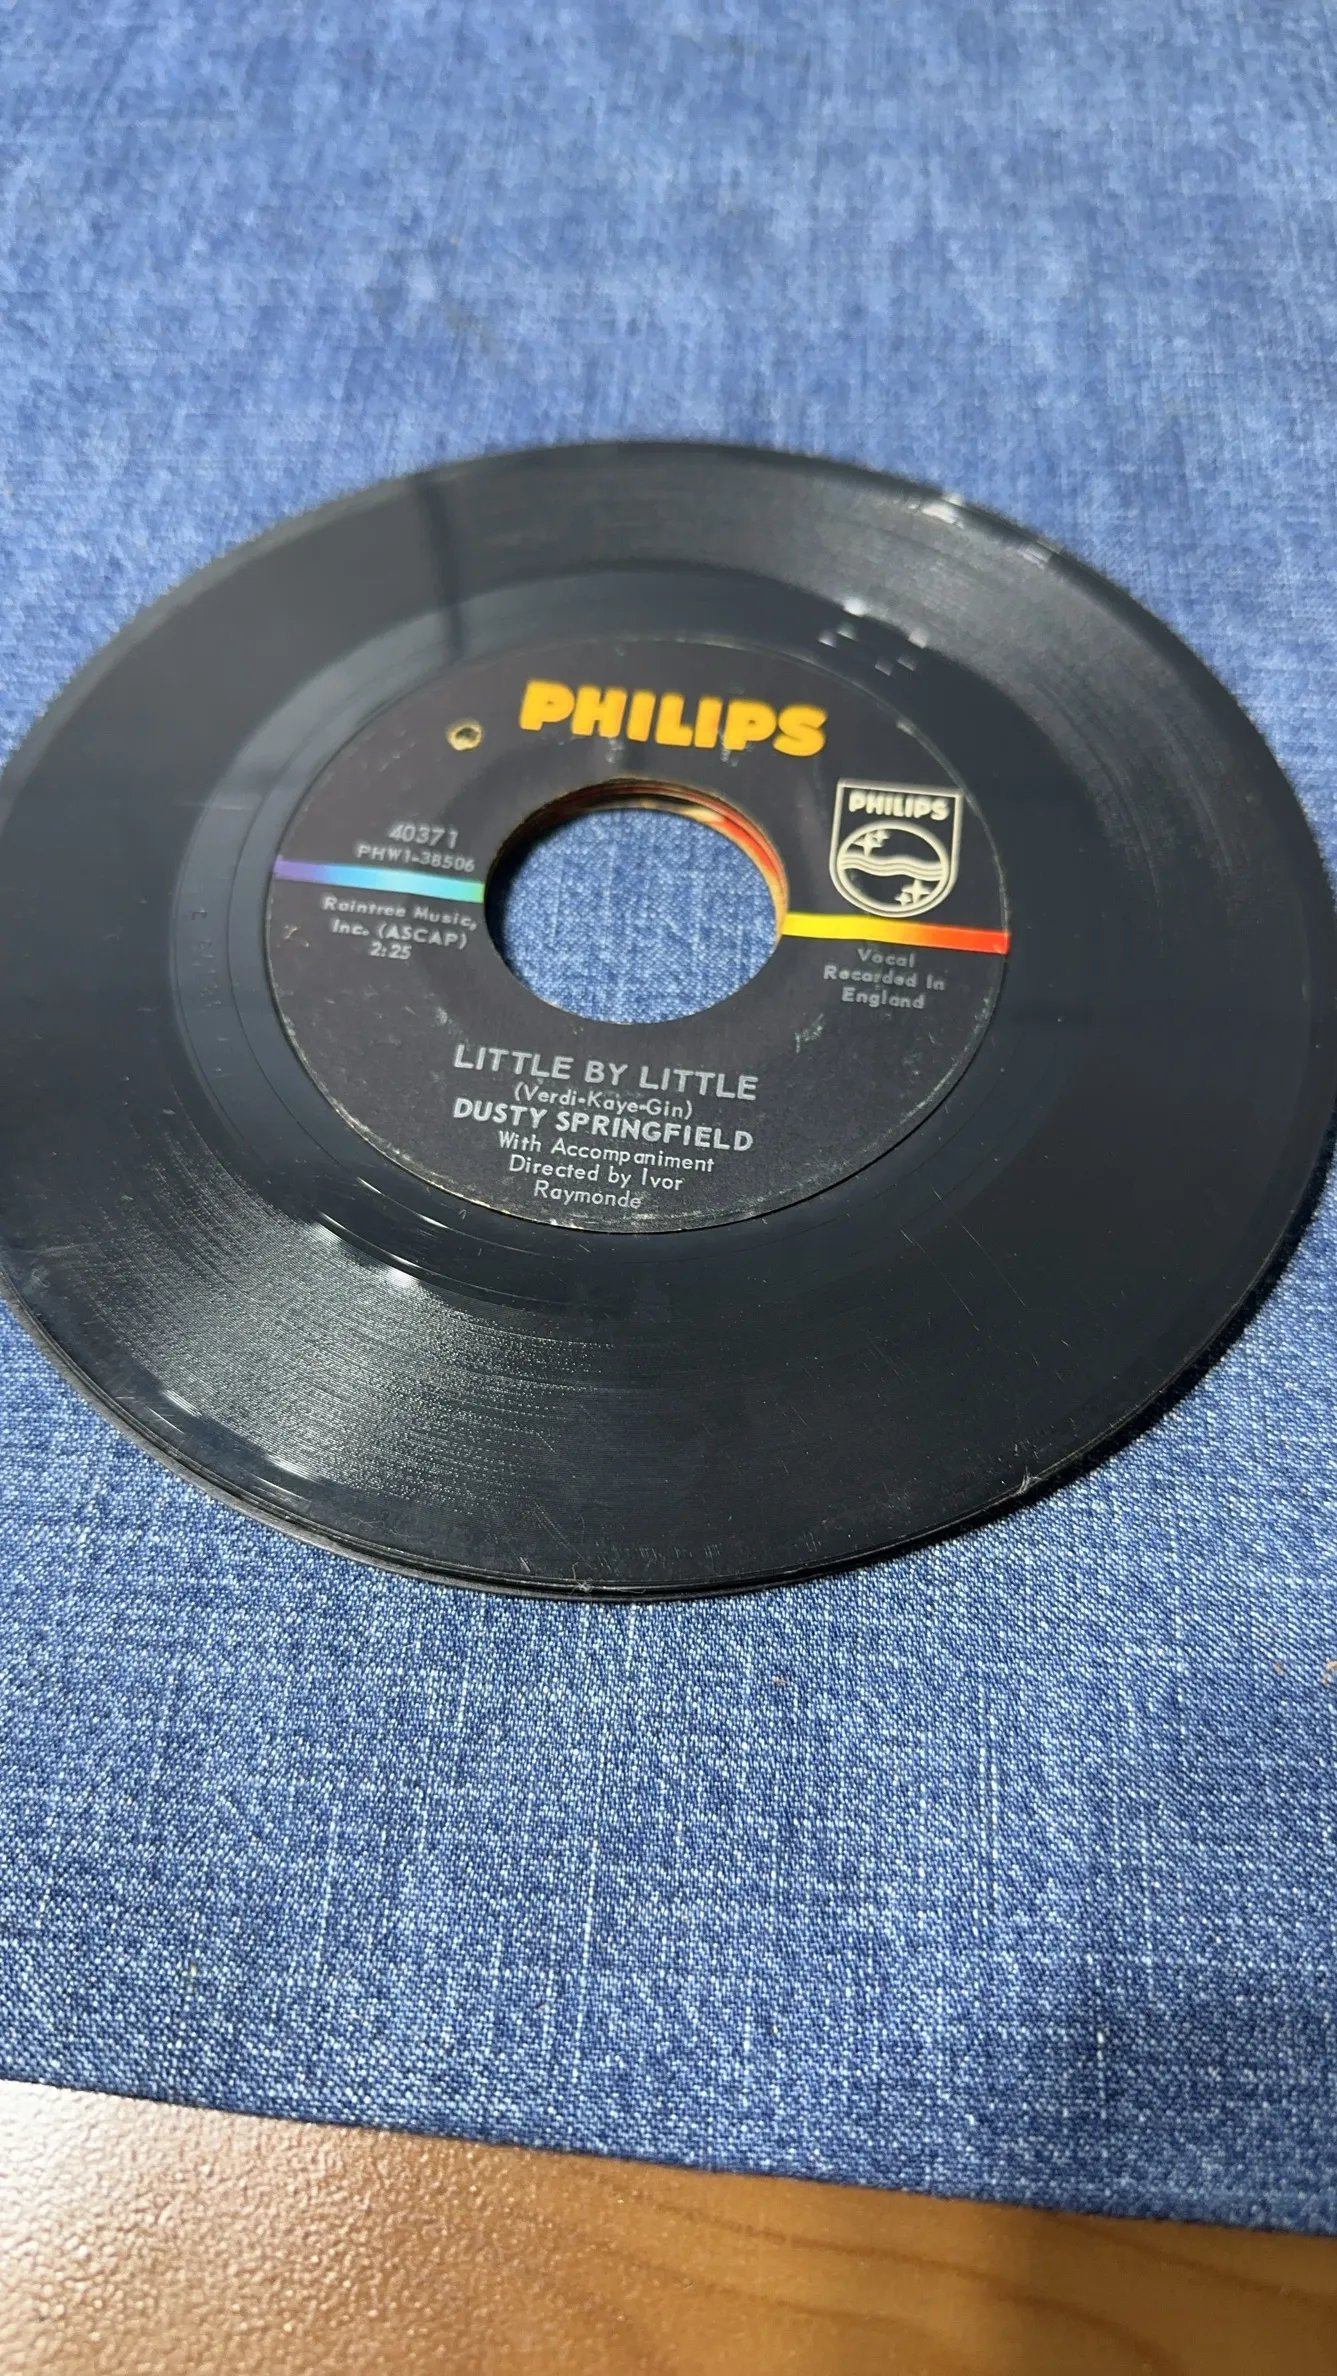 PHILIPS
PHILIPS
40371
PHW1-38506
Raintree Music,
Inc. (ASCAP)
2:25
Vocal
Recorded In
England
LITTLE BY LITTLE
(Verdi-Kaye-Gin)
DUSTY SPRINGFIELD
With Accompaniment
Directed by Ivor
Raymonde